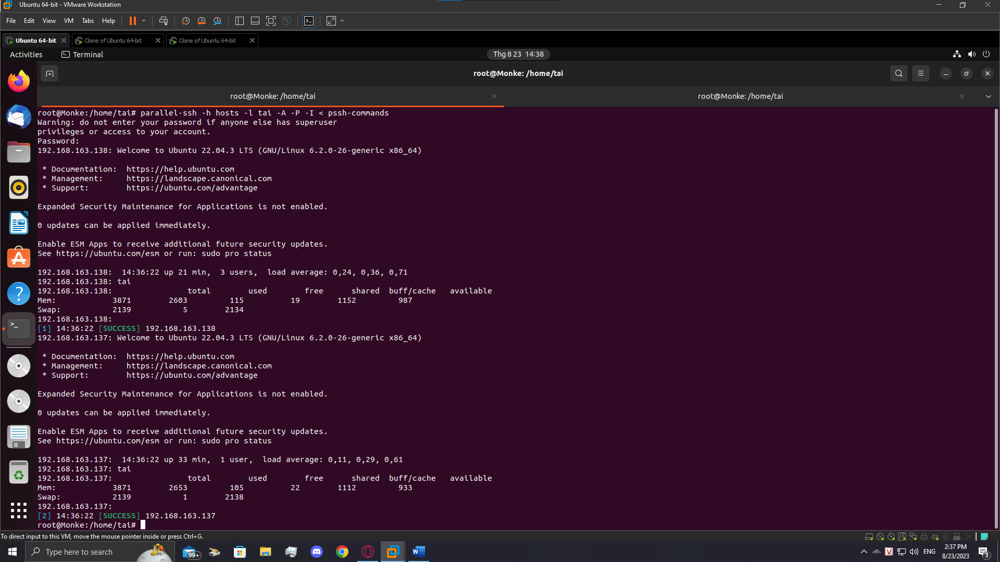 Ubuntu 64-bit - VMware Workstation
File Edit View VM Tabs Help
Ubuntu 64-bit Clone of Ubuntu 64-bit Clone of Ubuntu 64-bit
Activities Terminal Thg 8 23 14:38
root@Monke: /home/tai
root@Monke: /home/tai root@Monke: /home/tai
root@Monke:/home/tai# parallel-ssh -h hosts -l tai -A -P -I < pssh-commands
Warning: do not enter your password if anyone else has superuser
privileges or access to your account.
Password:
192.168.163.138: Welcome to Ubuntu 22.04.3 LTS (GNU/Linux 6.2.0-26-generic x86_64)
* Documentation: https://help.ubuntu.com
* Management: https://landscape.canonical.com
* Support: https://ubuntu.com/advantage
Expanded Security Maintenance for Applications is not enabled.
0 updates can be applied immediately.
Enable ESM Apps to receive additional future security updates.
See https://ubuntu.com/esm or run: sudo pro status
192.168.163.138: 14:36:22 up 21 min, 3 users, load average: 0,24, 0,36, 0,71
192.168.163.138: tai
192.168.163.138: total used free shared buff/cache available
Mem: 3871 2603 115 19 1152 987
Swap: 2139 5 2134
192.168.163.138:
[1] 14:36:22 [SUCCESS] 192.168.163.138
192.168.163.137: Welcome to Ubuntu 22.04.3 LTS (GNU/Linux 6.2.0-26-generic x86_64)
* Documentation: https://help.ubuntu.com
* Management: https://landscape.canonical.com
* Support: https://ubuntu.com/advantage
Expanded Security Maintenance for Applications is not enabled.
0 updates can be applied immediately.
Enable ESM Apps to receive additional future security updates.
See https://ubuntu.com/esm or run: sudo pro status
192.168.163.137: 14:36:22 up 33 min, 1 user, load average: 0,11, 0,29, 0,61
192.168.163.137: tai
192.168.163.137: total used free shared buff/cache available
Mem: 3871 2653 105 22 1112 933
Swap: 2139 1 2138
192.168.163.137:
[2] 14:36:22 [SUCCESS] 192.168.163.137
root@Monke:/home/tai#
To direct input to this VM, move the mouse pointer inside or press Ctrl+G.
Type here to search 99+ W V ENG 2:37 PM
8/23/2023 3